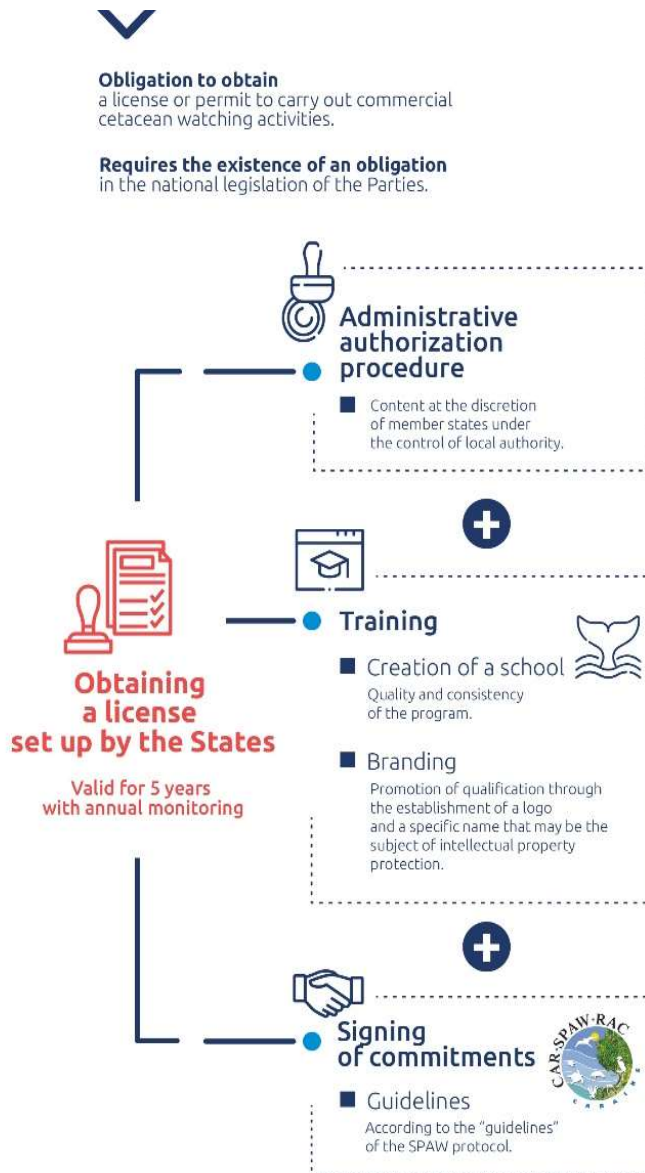 Obligation to obtain
a license or permit to carry out commercial
cetacean watching activities.
Requires the existence of an obligation
in the national legislation of the Parties.
Administrative
authorization
procedure
Content at the discretion
of member states under
the control of local authority.
Training
Creation of a school
Quality and consistency
of the program.
Branding
Promotion of qualification through
the establishment of a logo
and a specific name that may be the
subject of intellectual property
protection.
Obtaining
a license
set up by the States
Valid for 5 years
with annual monitoring
Signing
of commitments
CAR-SPAW-RAC
Guidelines
According to the “guidelines”
of the SPAW protocol.